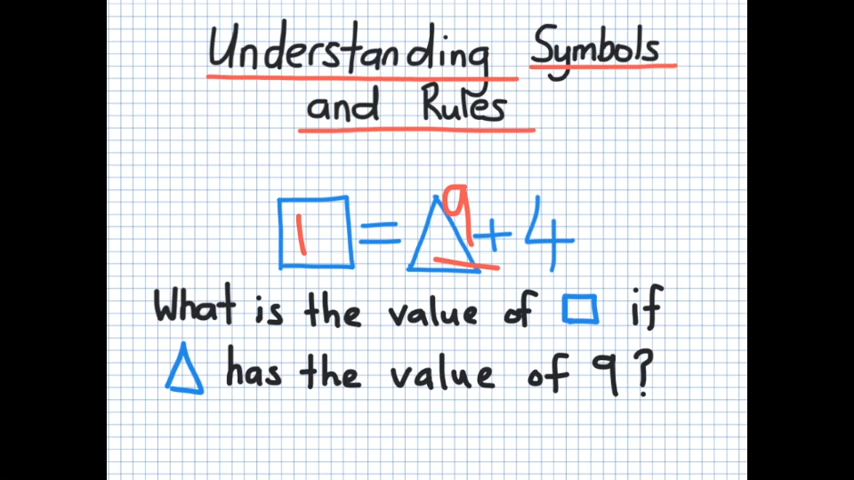 Understanding Symbols
and Rules
□ = △ + 4
1 9
What is the value of □ if
△ has the value of 9?